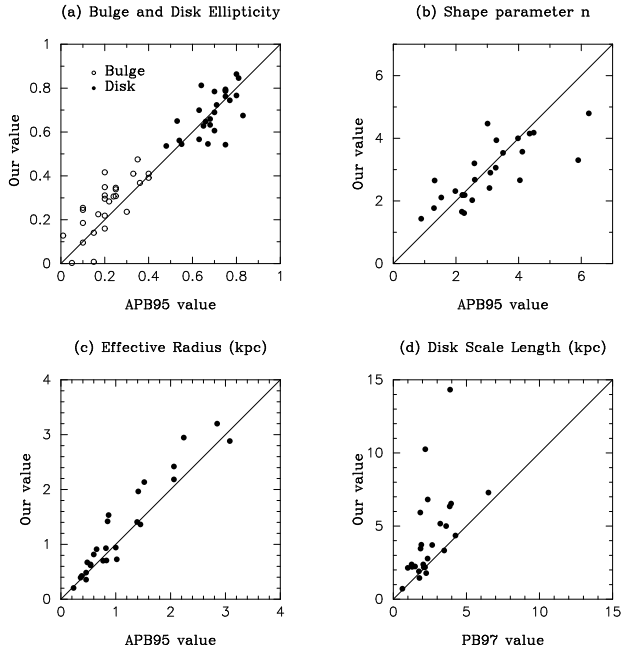 (a) Bulge and Disk Ellipticity
(b) Shape parameter n
Our value
1
0.8
0.6
0.4
0.2
0
Bulge
Disk
0 0.2 0.4 0.6 0.8 1
APB95 value
Our value
6
4
2
0
0 2 4 6
APB95 value
(c) Effective Radius (kpc)
(d) Disk Scale Length (kpc)
Our value
4
3
2
1
0
0 1 2 3 4
APB95 value
Our value
15
10
5
0
0 5 10 15
PB97 value